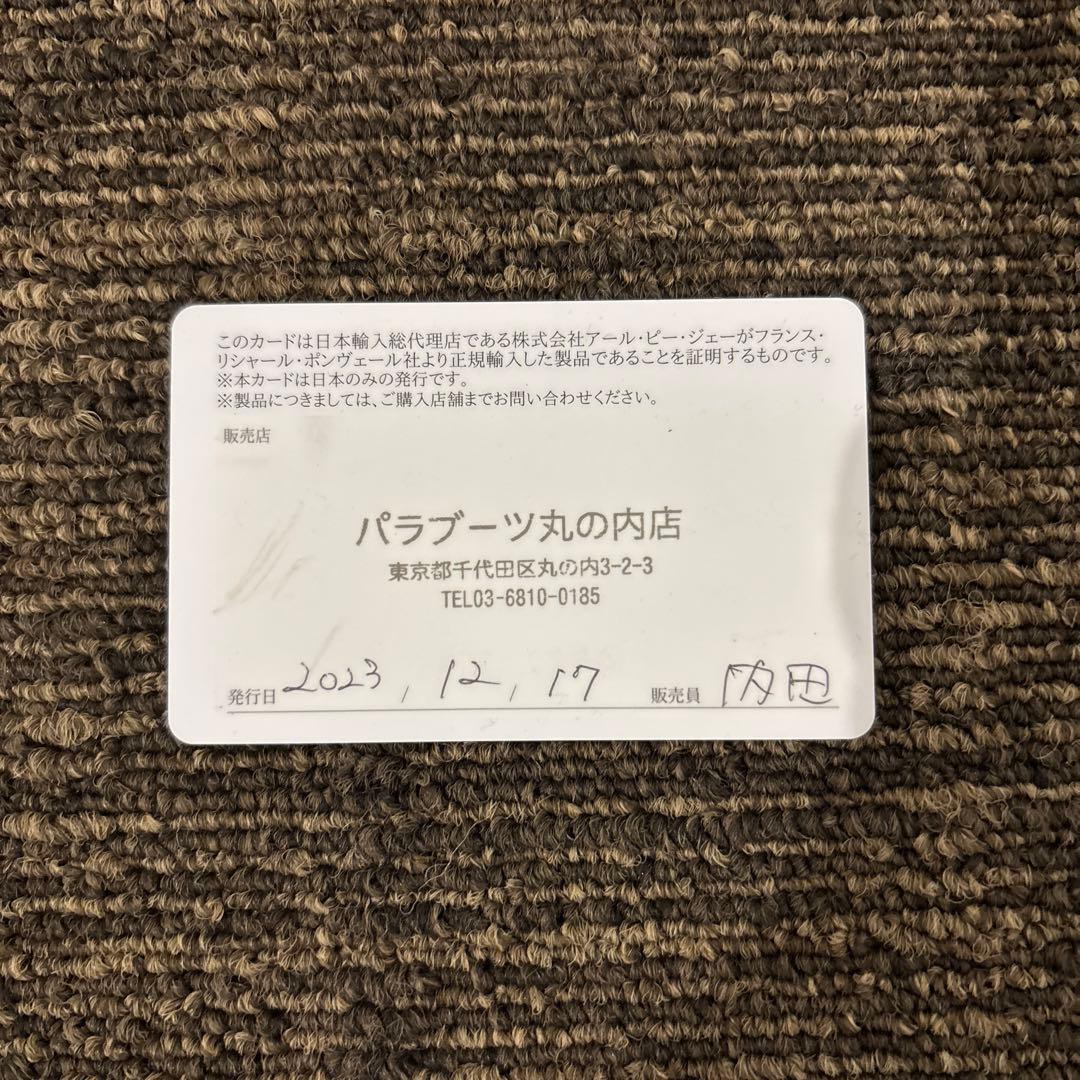 このカードは日本輸入総代理店である株式会社アール・ピー・ジェーがフランス・
リシャール・ポンヴェール社より正規輸入した製品であることを証明するものです。
※本カードは日本のみの発行です。
※製品につきましては、ご購入店舗までお問い合わせください。
販売店
パラブーツ丸の内店
東京都千代田区丸の内3-2-3
TEL03-6810-0185
発行日 2023, 12, 17 販売員 内田